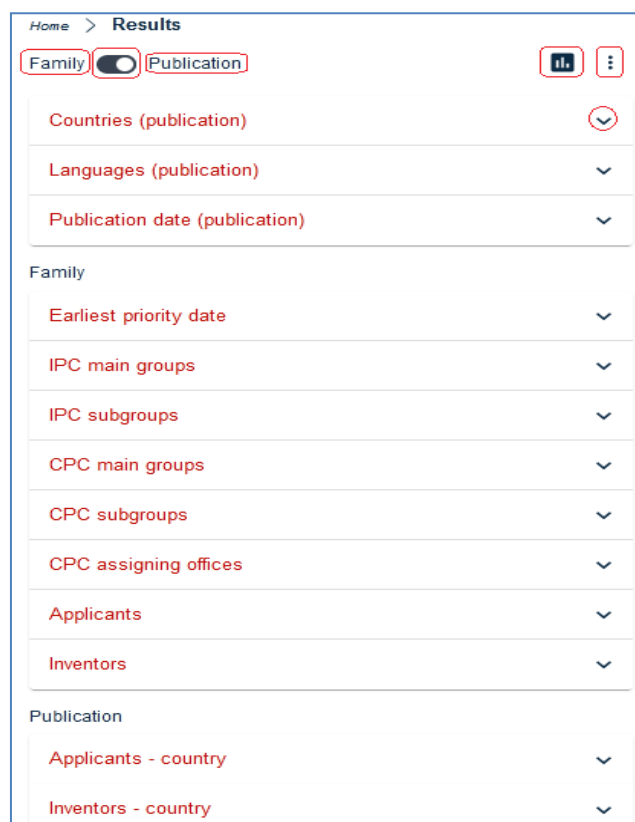 Home > Results
Family Publication
Countries (publication)
Languages (publication)
Publication date (publication)
Family
Earliest priority date
IPC main groups
IPC subgroups
CPC main groups
CPC subgroups
CPC assigning offices
Applicants
Inventors
Publication
Applicants - country
Inventors - country